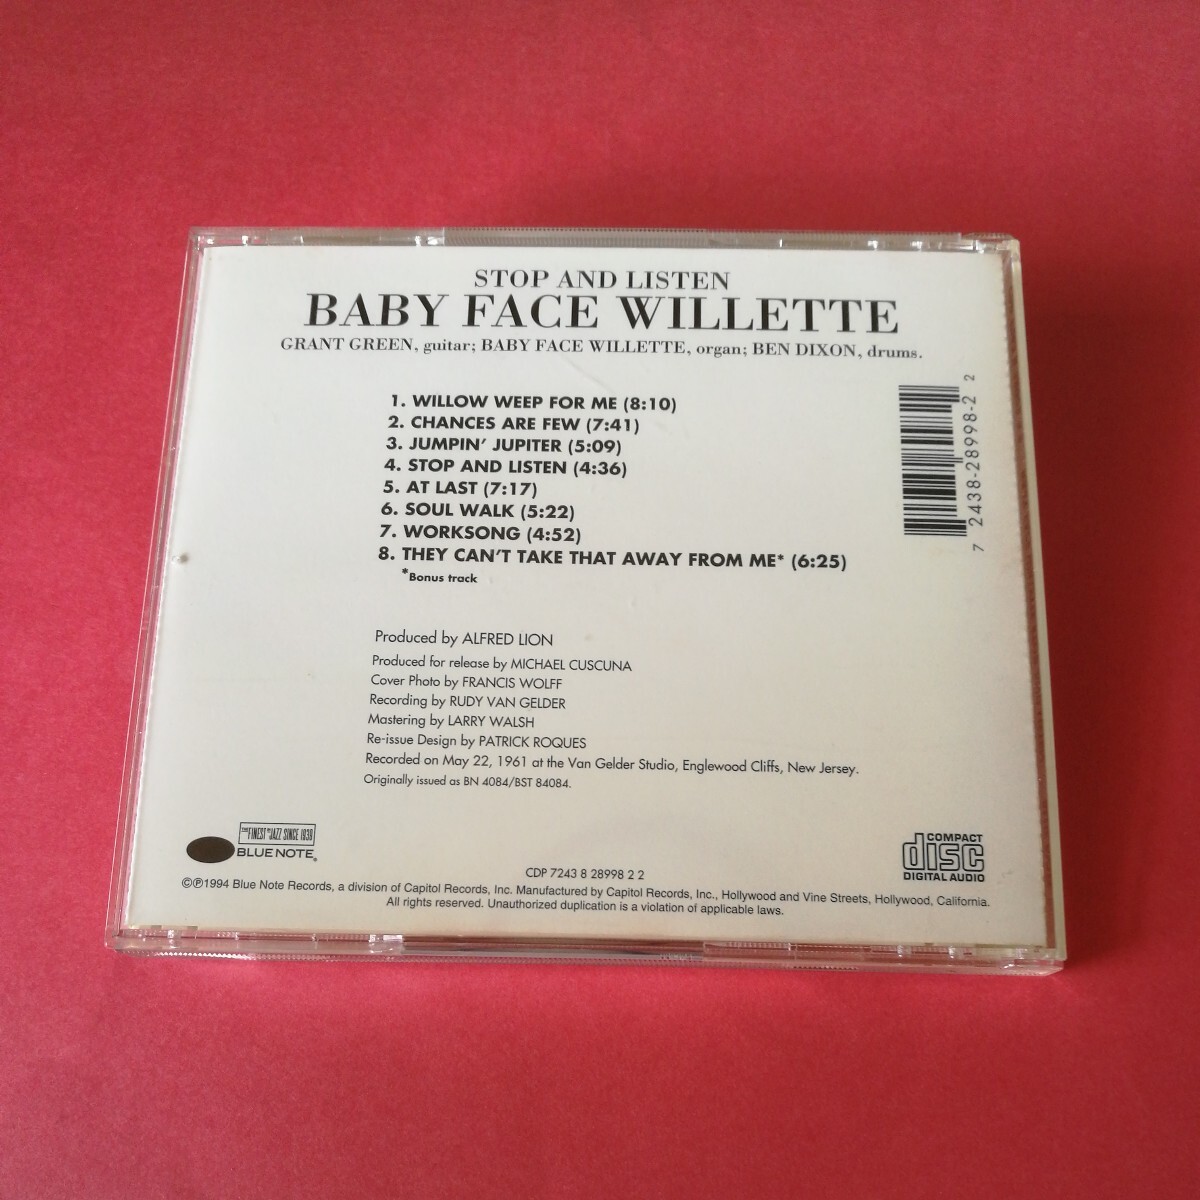 STOP AND LISTEN
BABY FACE WILLETTE
GRANT GREEN, guitar; BABY FACE WILLETTE, organ; BEN DIXON, drums.
1. WILLOW WEEP FOR ME (8:10)
2. CHANCES ARE FEW (7:41)
3. JUMPIN' JUPITER (5:09)
4. STOP AND LISTEN (4:36)
5. AT LAST (7:17)
6. SOUL WALK (5:22)
7. WORKSONG (4:52)
8. THEY CAN'T TAKE THAT AWAY FROM ME* (6:25)
*Bonus track
7 2438-28998-2 2
Produced by ALFRED LION
Produced for release by MICHAEL CUSCUNA
Cover Photo by FRANCIS WOLFF
Recording by RUDY VAN GELDER
Mastering by LARRY WALSH
Re-issue Design by PATRICK ROQUES
Recorded on May 22, 1961 at the Van Gelder Studio, Englewood Cliffs, New Jersey.
Originally issued as BN 4084/BST 84084.
THE FINEST IN JAZZ SINCE 1939
BLUE NOTE®
COMPACT
disc
DIGITAL AUDIO
CDP 7243 8 28998 2 2
©℗1994 Blue Note Records, a division of Capitol Records, Inc. Manufactured by Capitol Records, Inc., Hollywood and Vine Streets, Hollywood, California.
All rights reserved. Unauthorized duplication is a violation of applicable laws.